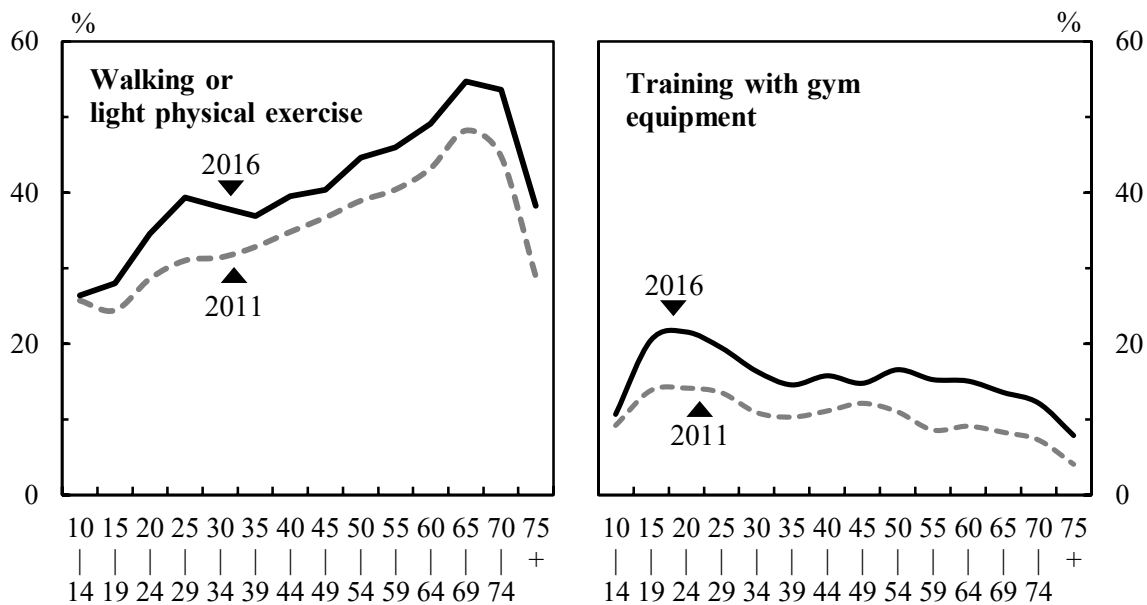 %
60
40
20
0
Walking or
light physical exercise
2016
2011
10 15 20 25 30 35 40 45 50 55 60 65 70 75
| | | | | | | | | | | | | +
14 19 24 29 34 39 44 49 54 59 64 69 74
%
60
40
20
0
Training with gym
equipment
2016
2011
10 15 20 25 30 35 40 45 50 55 60 65 70 75
| | | | | | | | | | | | | +
14 19 24 29 34 39 44 49 54 59 64 69 74